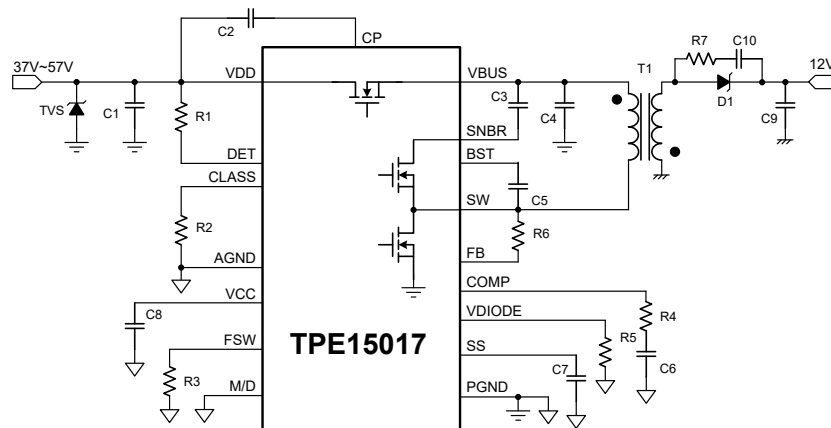 C2
CP
37V~57V
VDD
TVS
C1
R1
DET
CLASS
R2
AGND
VCC
C8
FSW
R3
M/D
TPE15017
VBUS
C3
C4
SNBR
BST
C5
SW
R6
FB
COMP
VDIODE
R5
R4
C6
SS
C7
PGND
T1
R7
C10
D1
12V
C9